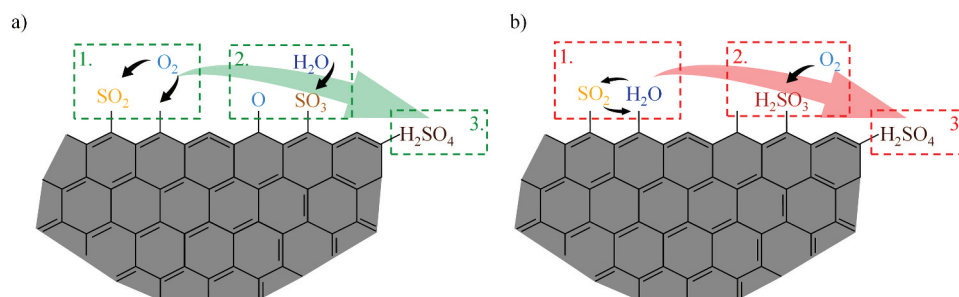 a)
1.
O₂
SO₂
2.
H₂O
O
SO₃
3.
H₂SO₄
b)
1.
SO₂
H₂O
2.
O₂
H₂SO₃
3
H₂SO₄